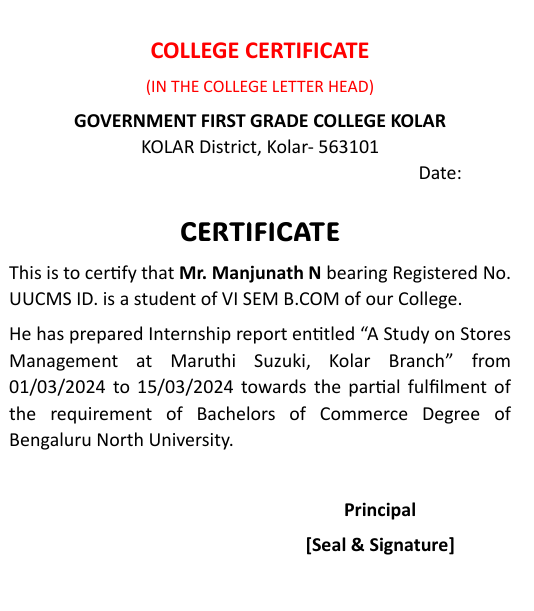 COLLEGE CERTIFICATE
(IN THE COLLEGE LETTER HEAD)
GOVERNMENT FIRST GRADE COLLEGE KOLAR
KOLAR District, Kolar- 563101
Date:
CERTIFICATE
This is to certify that Mr. Manjunath N bearing Registered No.
UUCMS ID. is a student of VI SEM B.COM of our College.
He has prepared Internship report entitled “A Study on Stores
Management at Maruthi Suzuki, Kolar Branch” from
01/03/2024 to 15/03/2024 towards the partial fulfilment of
the requirement of Bachelors of Commerce Degree of
Bengaluru North University.
Principal
[Seal & Signature]